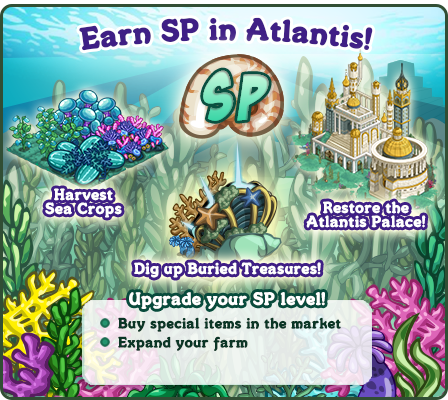 Earn SP in Atlantis!
SP
Harvest
Sea Crops
Restore the
Atlantis Palace!
Dig up Buried Treasures!
Upgrade your SP level!
Buy special items in the market
Expand your farm